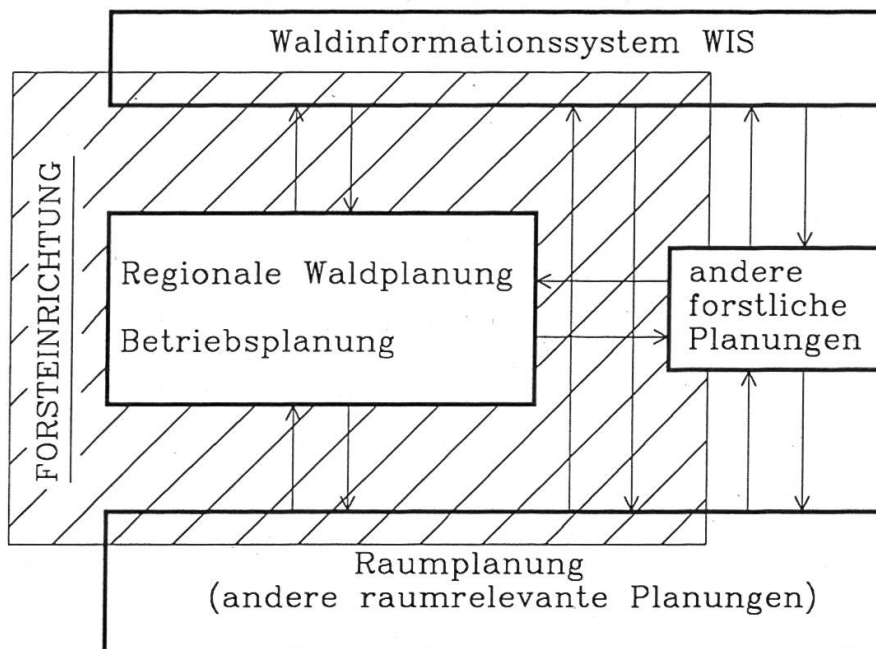 Waldinformationssystem WIS
FORSTEINRICHTUNG
Regionale Waldplanung
Betriebsplanung
andere
forstliche
Planungen
Raumplanung
(andere raumrelevante Planungen)